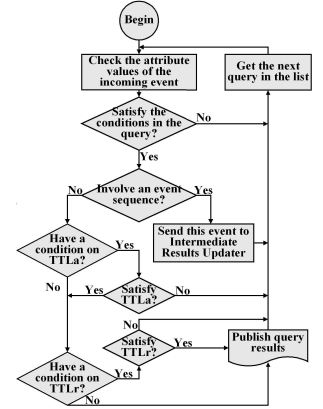 Begin
Check the attribute
values of the
incoming event
Get the next
query in the list
Satisfy the
conditions in the
query?
No
Yes
Involve an event
sequence?
No
Yes
Have a
condition on
TTLa?
Yes
Send this event to
Intermediate
Results Updater
No
Yes
Satisfy
TTLa?
No
No
Satisfy
TTLr?
Yes
Publish query
results
Have a
condition on
TTLr?
Yes
No